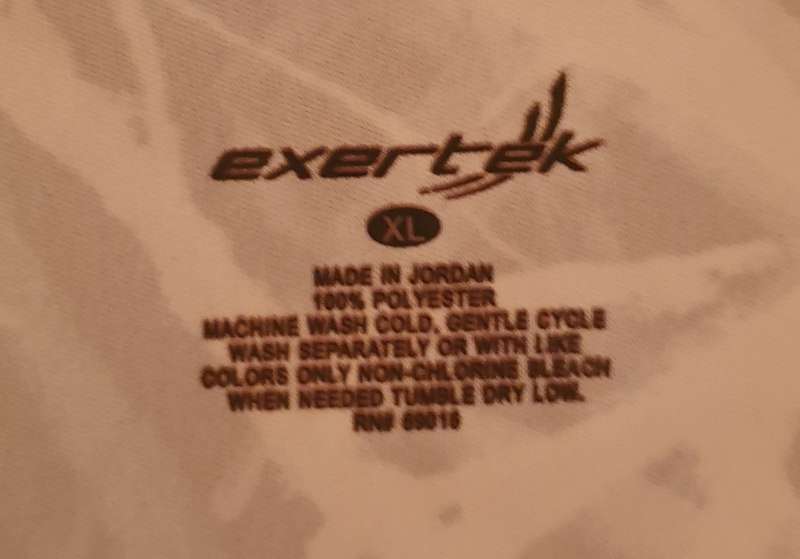 exertek
XL
MADE IN JORDAN
100% POLYESTER
MACHINE WASH COLD, GENTLE CYCLE
WASH SEPARATELY OR WITH LIKE
COLORS ONLY NON-CHLORINE BLEACH
WHEN NEEDED TUMBLE DRY LOW.
RN#